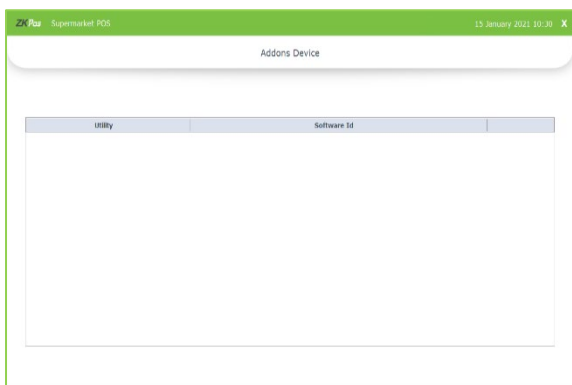 ZKPos Supermarket POS 15 January 2021 10:30 X
Addons Device
Utility Software Id